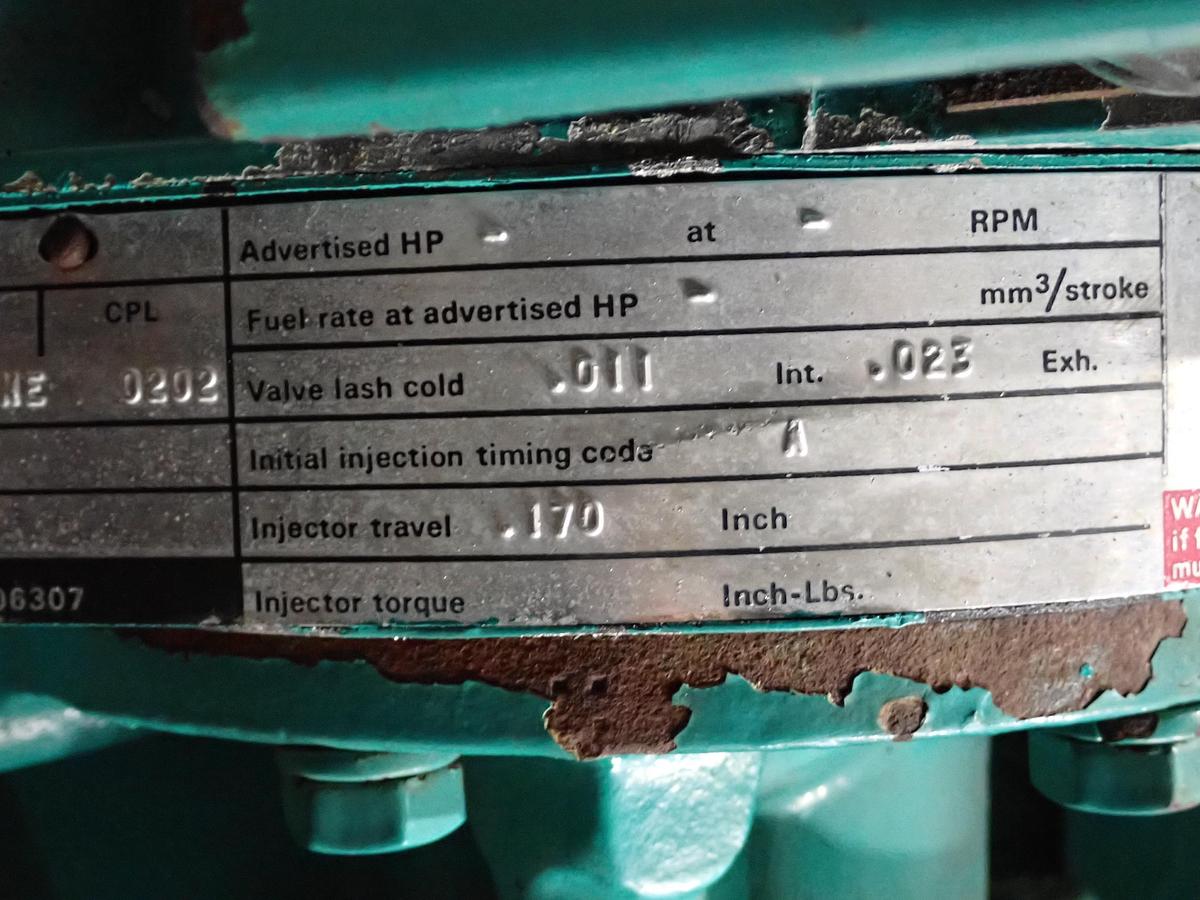 Advertised HP - at - RPM
CPL
Fuel rate at advertised HP - mm³/stroke
0202
Valve lash cold .011 Int. .023 Exh.
Initial injection timing code A
Injector travel .170 Inch
06307
Injector torque Inch-Lbs.